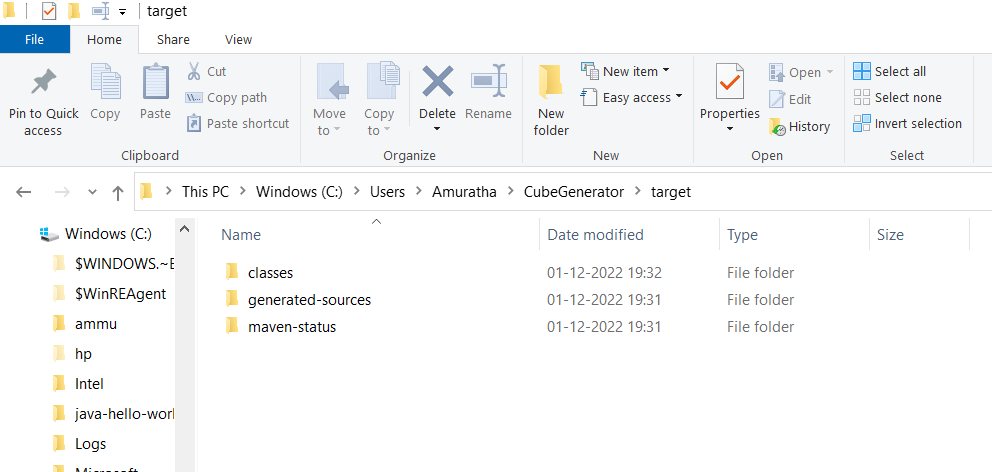 target
File Home Share View
Pin to Quick access
Copy
Paste
Cut
Copy path
Paste shortcut
Clipboard
Move to
Copy to
Delete
Rename
Organize
New folder
New item
Easy access
New
Properties
Open
Edit
History
Open
Select all
Select none
Invert selection
Select
This PC > Windows (C:) > Users > Amuratha > CubeGenerator > target
Windows (C:)
$WINDOWS.~E
$WinREAgent
ammu
hp
Intel
java-hello-worl
Logs
Microsoft
Name Date modified Type Size
classes 01-12-2022 19:32 File folder
generated-sources 01-12-2022 19:31 File folder
maven-status 01-12-2022 19:31 File folder